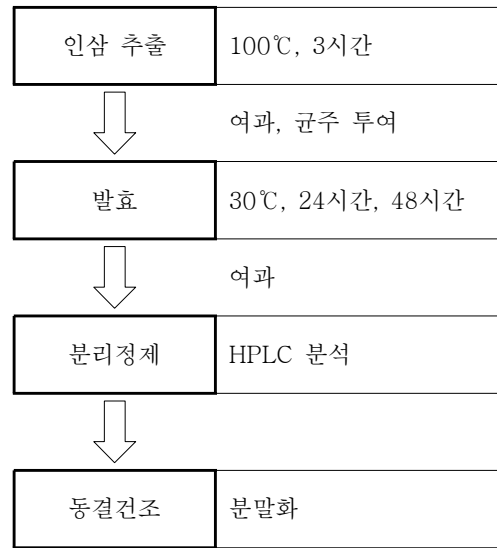 인삼 추출 100℃, 3시간
여과, 균주 투여
발효 30℃, 24시간, 48시간
여과
분리정제 HPLC 분석
동결건조 분말화